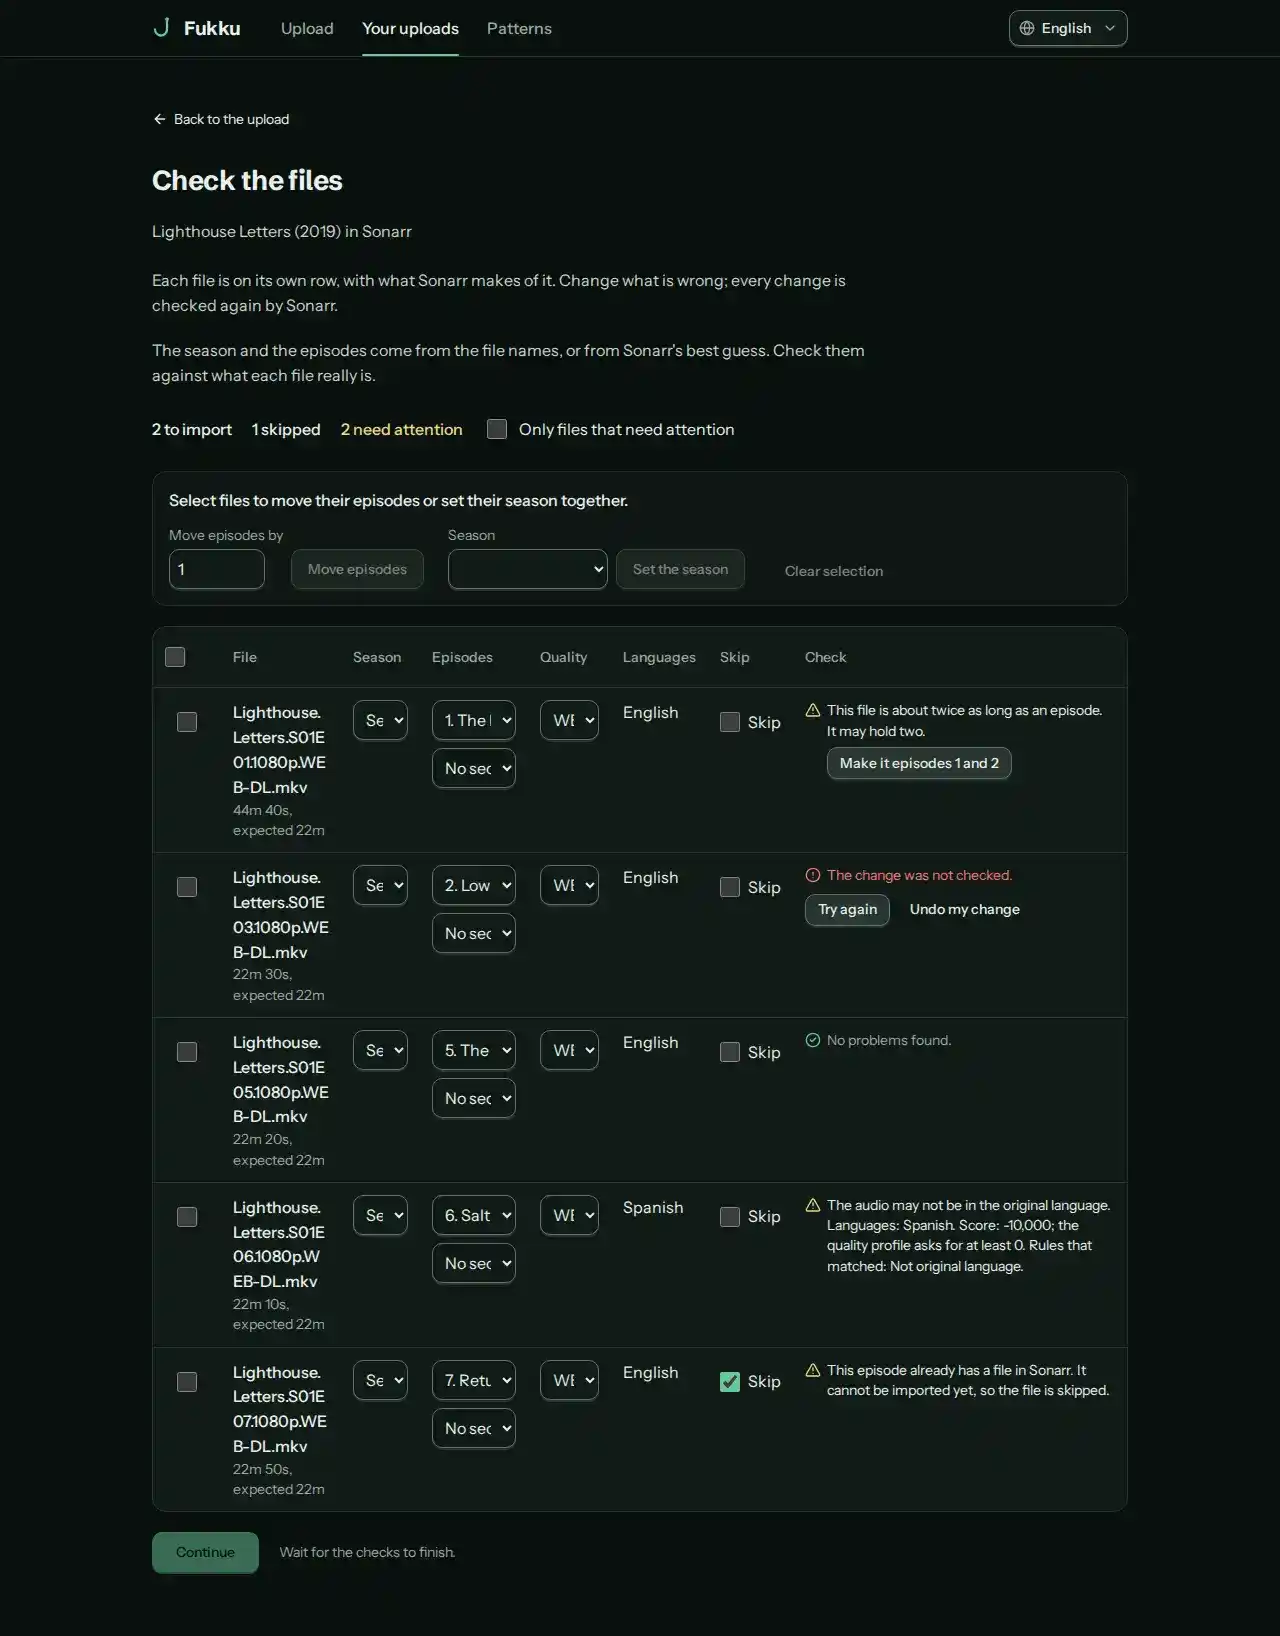 Fukku
Upload
Your uploads
Patterns
English
Back to the upload
Check the files
Lighthouse Letters (2019) in Sonarr
Each file is on its own row, with what Sonarr makes of it. Change what is wrong; every change is
checked again by Sonarr.
The season and the episodes come from the file names, or from Sonarr's best guess. Check them
against what each file really is.
2 to import
1 skipped
2 need attention
Only files that need attention
Select files to move their episodes or set their season together.
Move episodes by
Season
1
Move episodes
Set the season
Clear selection
File
Season
Episodes
Quality
Languages
Skip
Check
Lighthouse.
Letters.S01E
01.1080p.WE
B-DL.mkv
44m 40s,
expected 22m
Se
1. The
No sec
WE
English
Skip
This file is about twice as long as an episode.
It may hold two.
Make it episodes 1 and 2
Lighthouse.
Letters.S01E
03.1080p.WE
B-DL.mkv
22m 30s,
expected 22m
Se
2. Low
No sec
WE
English
Skip
The change was not checked.
Try again
Undo my change
Lighthouse.
Letters.S01E
05.1080p.WE
B-DL.mkv
22m 20s,
expected 22m
Se
5. The
No sec
WE
English
Skip
No problems found.
Lighthouse.
Letters.S01E
06.1080p.W
EB-DL.mkv
22m 10s,
expected 22m
Se
6. Salt
No sec
WE
Spanish
Skip
The audio may not be in the original language.
Languages: Spanish. Score: -10,000; the
quality profile asks for at least 0. Rules that
matched: Not original language.
Lighthouse.
Letters.S01E
07.1080p.WE
B-DL.mkv
22m 50s,
expected 22m
Se
7. Retu
No sec
WE
English
Skip
This episode already has a file in Sonarr. It
cannot be imported yet, so the file is skipped.
Continue
Wait for the checks to finish.